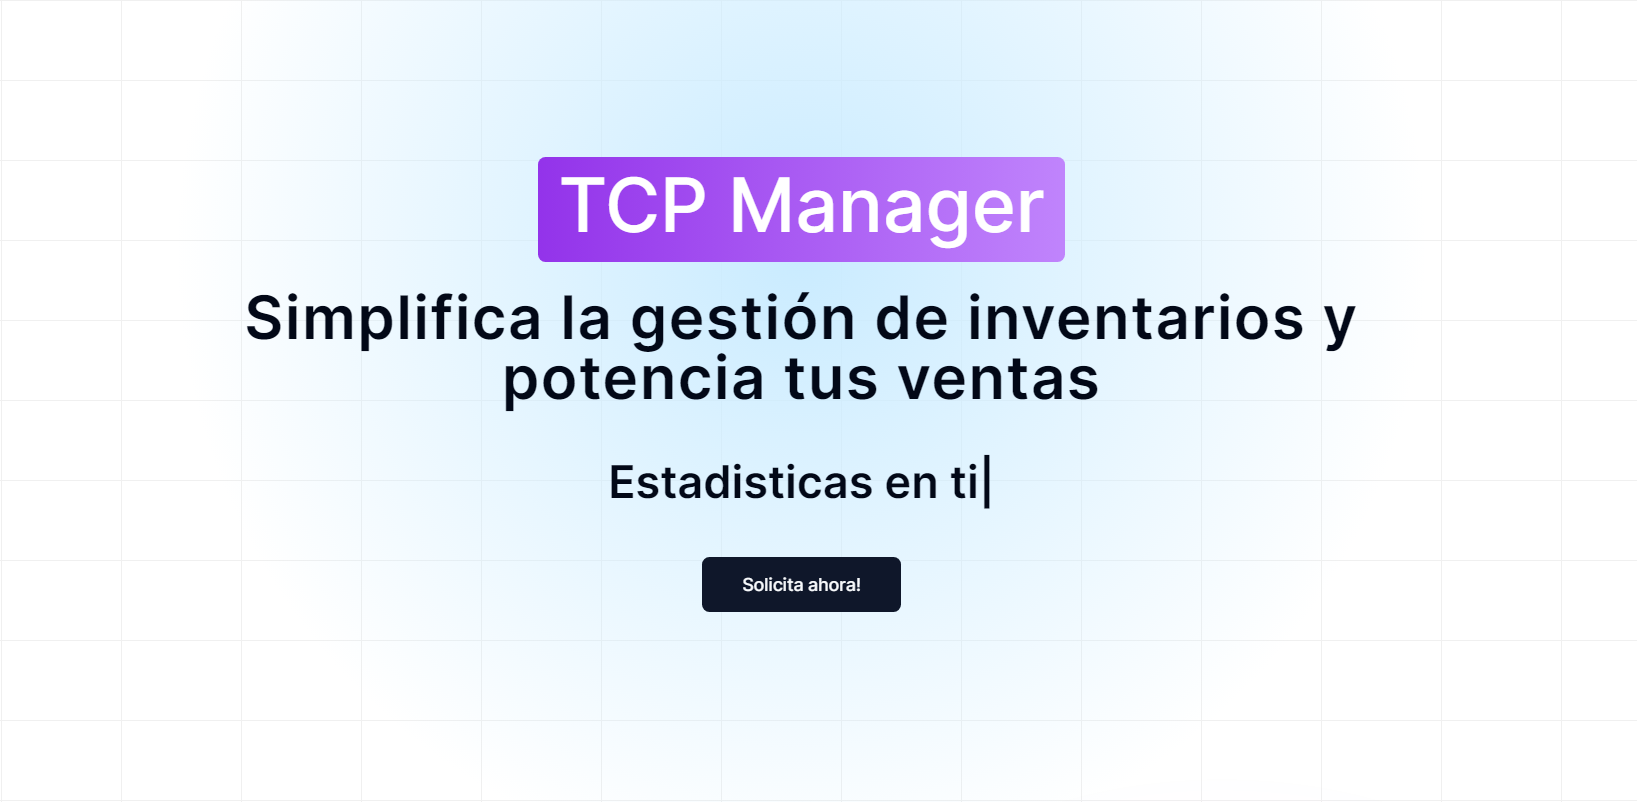 TCP Manager
Simplifica la gestión de inventarios y
potencia tus ventas
Estadisticas en ti
Solicita ahora!